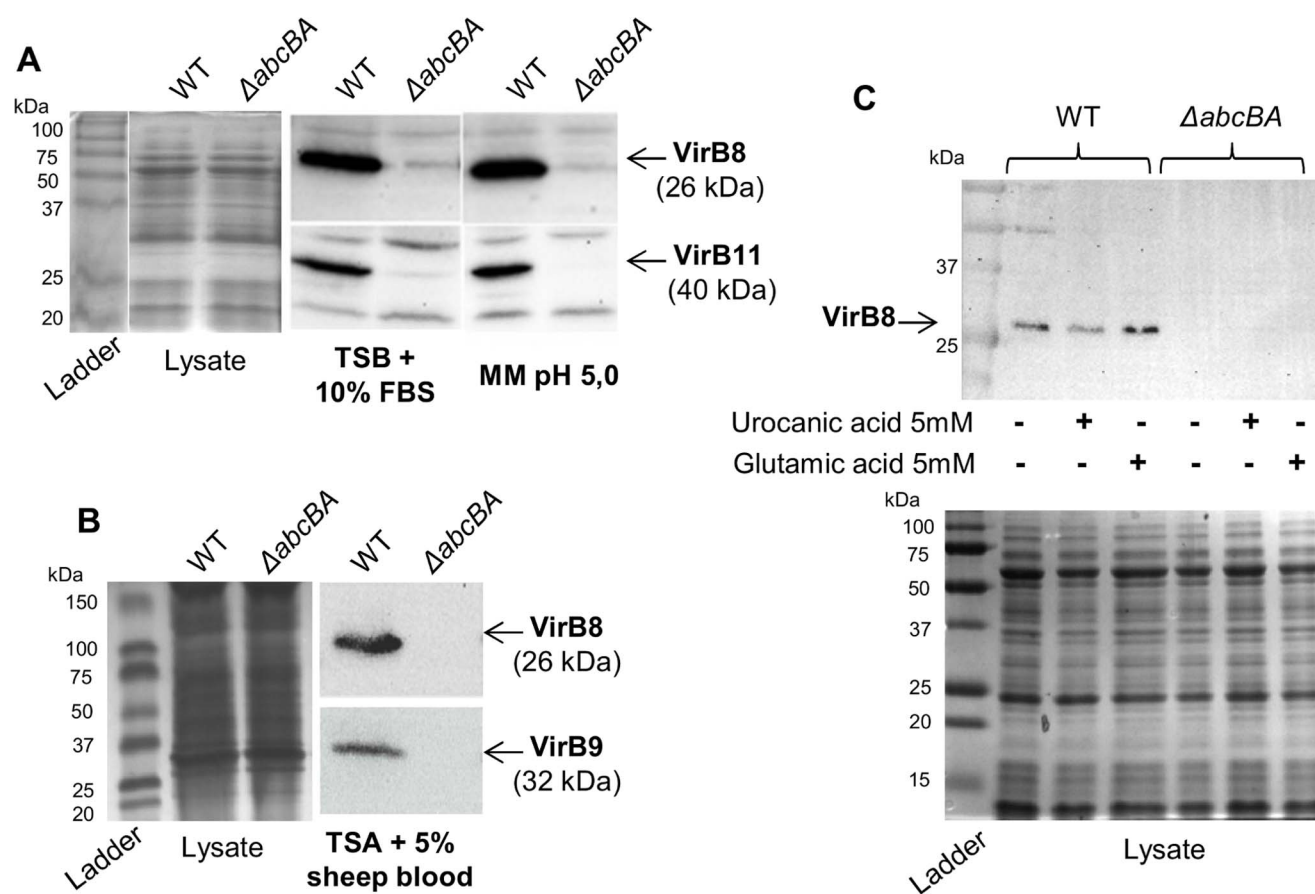 A
WT
ΔabcBA
WT
ΔabcBA
WT
ΔabcBA
kDa
100
75
50
37
25
20
VirB8
(26 kDa)
VirB11
(40 kDa)
Ladder
Lysate
TSB +
10% FBS
MM pH 5,0
B
WT
ΔabcBA
WT
ΔabcBA
kDa
150
100
75
50
37
25
20
VirB8
(26 kDa)
VirB9
(32 kDa)
Ladder
Lysate
TSA + 5%
sheep blood
C
WT
ΔabcBA
kDa
37
25
VirB8
Urocanic acid 5mM - + - - + -
Glutamic acid 5mM - - + - - +
kDa
100
75
50
37
25
20
15
Ladder
Lysate